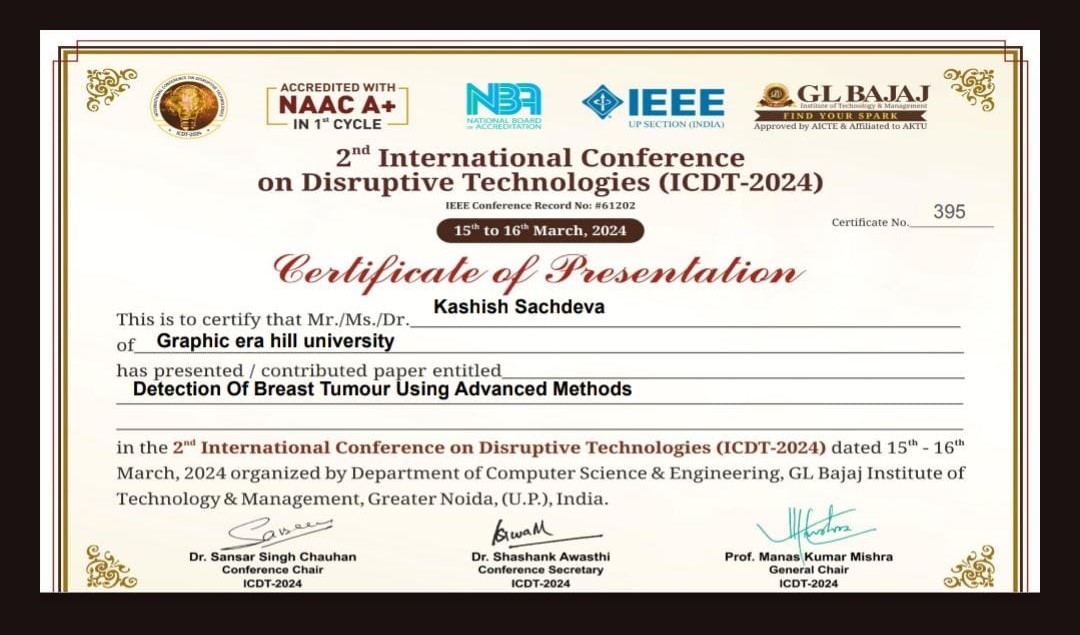 INTERNATIONAL CONFERENCE ON DISRUPTIVE TECHNOLOGIES
ICDT-2024
ACCREDITED WITH
NAAC A+
IN 1st CYCLE
NBA
NATIONAL BOARD
OF ACCREDITATION
IEEE
UP SECTION (INDIA)
GL BAJAJ
Institute of Technology & Management
FIND YOUR SPARK
Approved by AICTE & Affiliated to AKTU
2nd International Conference
on Disruptive Technologies (ICDT-2024)
IEEE Conference Record No: #61202
15th to 16th March, 2024
Certificate No. 395
Certificate of Presentation
This is to certify that Mr./Ms./Dr. Kashish Sachdeva
of Graphic era hill university
has presented / contributed paper entitled
Detection Of Breast Tumour Using Advanced Methods
in the 2nd International Conference on Disruptive Technologies (ICDT-2024) dated 15th - 16th
March, 2024 organized by Department of Computer Science & Engineering, GL Bajaj Institute of
Technology & Management, Greater Noida, (U.P.), India.
Dr. Sansar Singh Chauhan
Conference Chair
ICDT-2024
Dr. Shashank Awasthi
Conference Secretary
ICDT-2024
Prof. Manas Kumar Mishra
General Chair
ICDT-2024